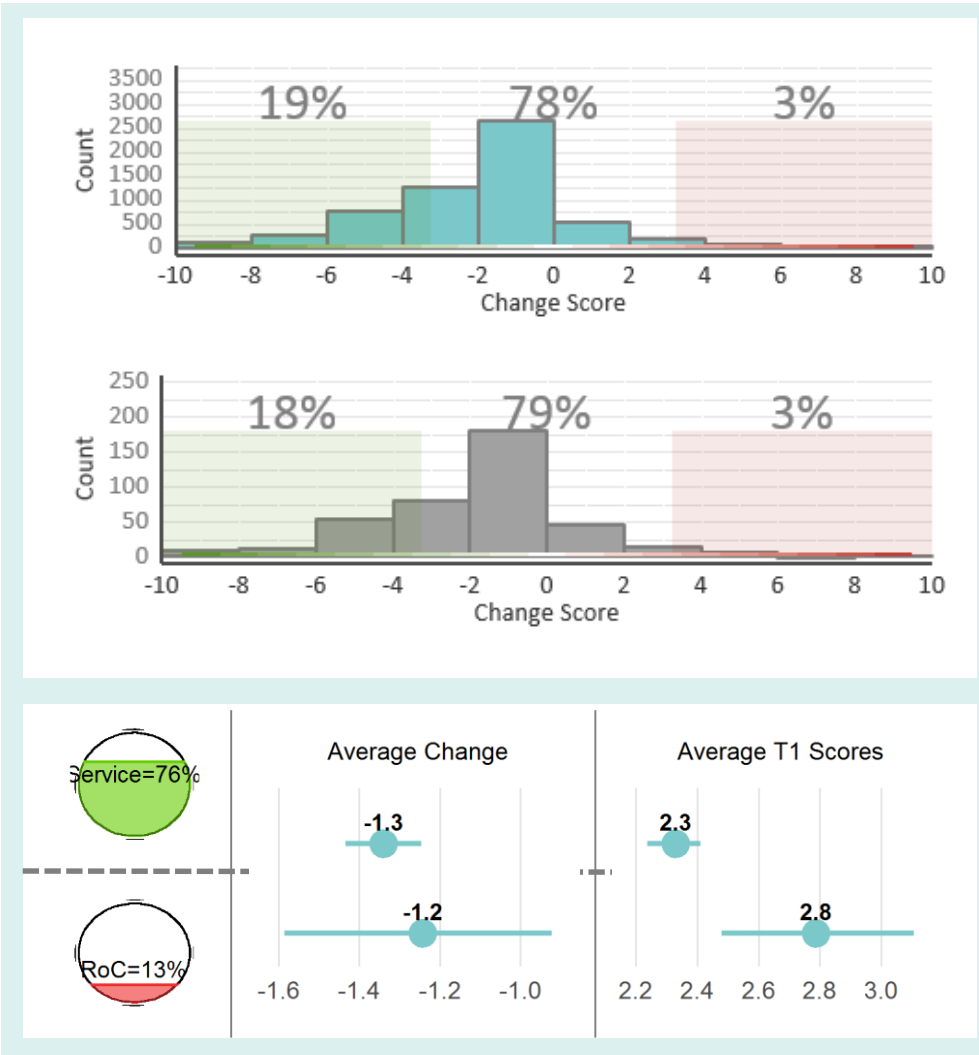 19% 78% 3%
3500
3000
2500
2000
1500
1000
500
0
Count
-10 -8 -6 -4 -2 0 2 4 6 8 10
Change Score
18% 79% 3%
250
200
150
100
50
0
Count
-10 -8 -6 -4 -2 0 2 4 6 8 10
Change Score
Service=76%
RoC=13%
Average Change
-1.3
-1.2
-1.6 -1.4 -1.2 -1.0
Average T1 Scores
2.3
2.8
2.2 2.4 2.6 2.8 3.0